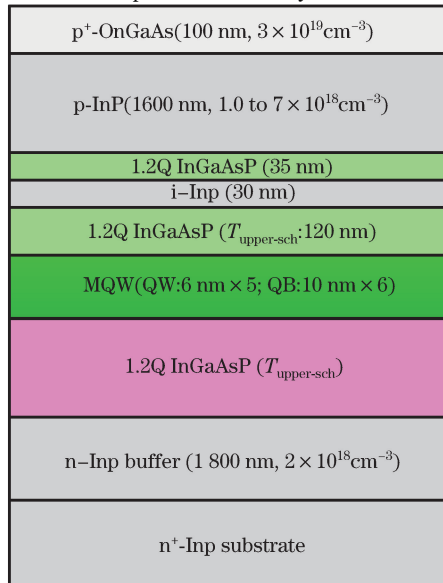 p⁺-OnGaAs(100 nm, 3 × 10¹⁹cm⁻³)
p-InP(1600 nm, 1.0 to 7 × 10¹⁸cm⁻³)
1.2Q InGaAsP (35 nm)
i–Inp (30 nm)
1.2Q InGaAsP (Tupper-sch:120 nm)
MQW(QW:6 nm × 5; QB:10 nm × 6)
1.2Q InGaAsP (Tupper-sch)
n–Inp buffer (1 800 nm, 2 × 10¹⁸cm⁻³)
n⁺-Inp substrate